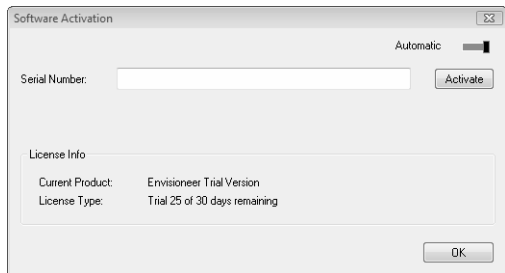 Software Activation
Automatic
Serial Number:
Activate
License Info
Current Product: Envisioneer Trial Version
License Type: Trial 25 of 30 days remaining
OK